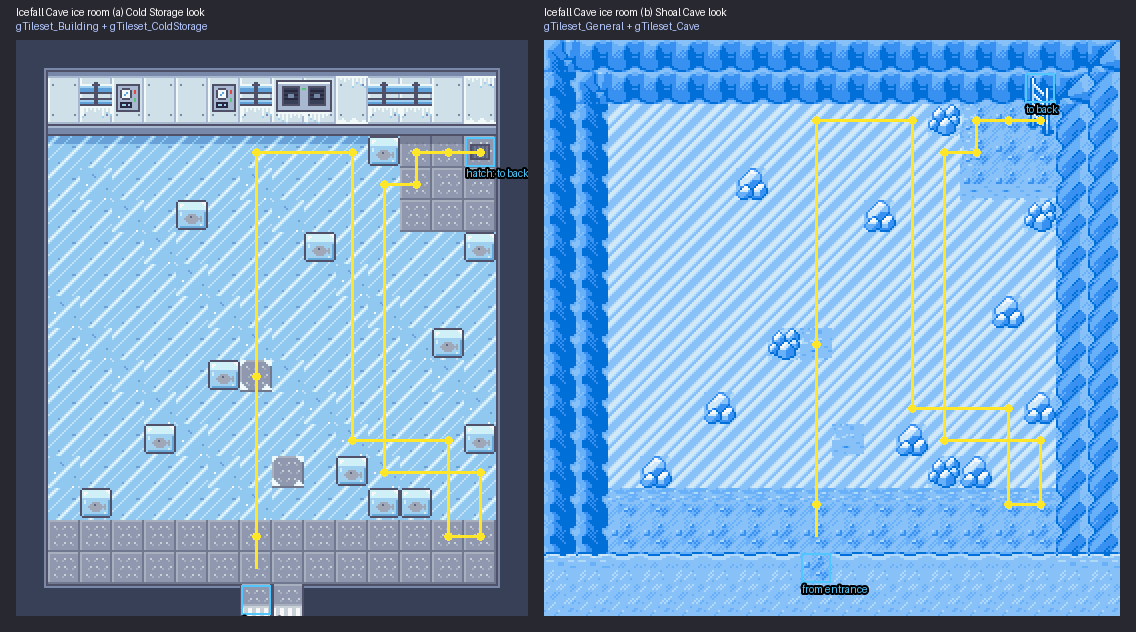 Icefall Cave ice room (a) Cold Storage look
gTileset_Building + gTileset_ColdStorage
hatch: to back
Icefall Cave ice room (b) Shoal Cave look
gTileset_General + gTileset_Cave
to back
from entrance